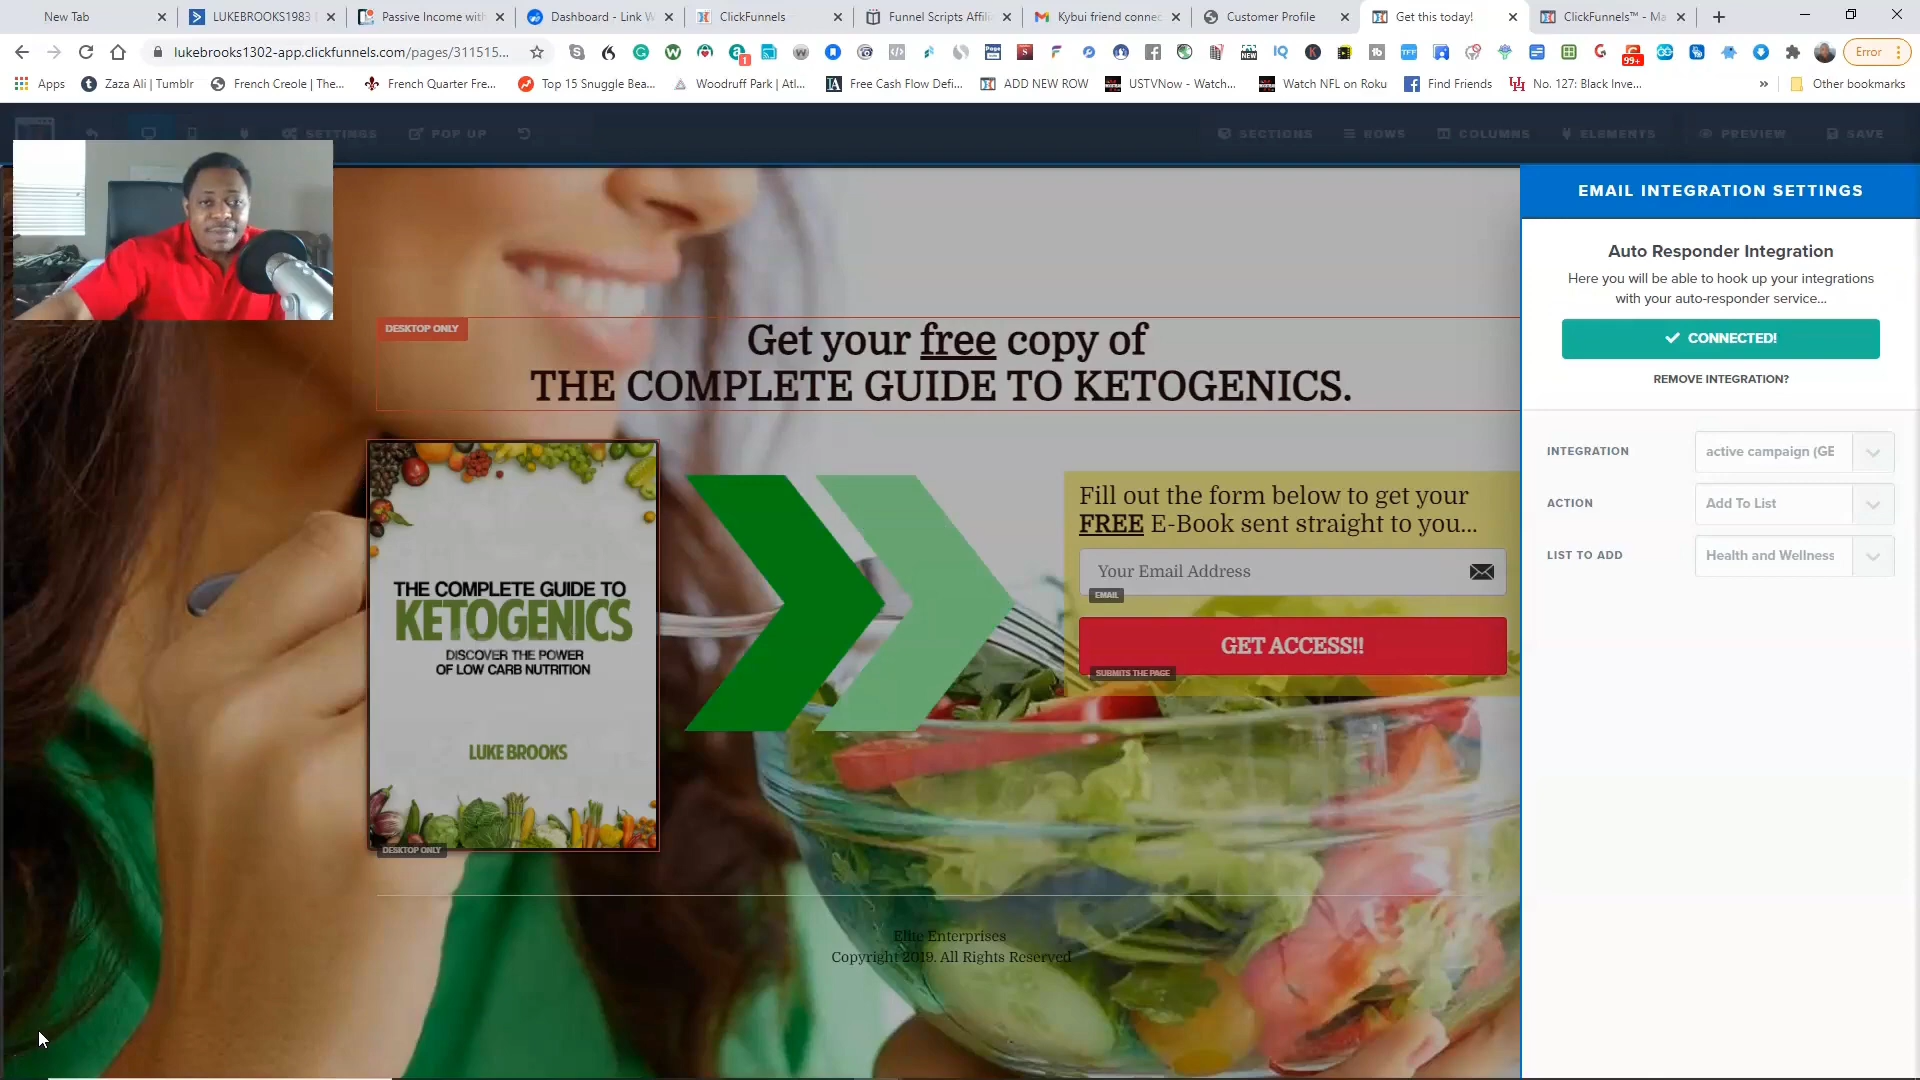 New Tab
LUKEBROOKS1983
Passive Income with
Dashboard - Link W
ClickFunnels
Funnel Scripts Affilia
Kybui friend connec
Customer Profile
Get this today!
ClickFunnels™ - Ma
lukebrooks1302-app.clickfunnels.com/pages/311515...
Error
Apps
Zaza Ali | Tumblr
French Creole | The...
French Quarter Fre...
Top 15 Snuggle Bea...
Woodruff Park | Atl...
Free Cash Flow Defi...
ADD NEW ROW
USTVNow - Watch...
Watch NFL on Roku
Find Friends
No. 127: Black Inve...
Other bookmarks
SETTINGS
POP UP
SECTIONS
ROWS
COLUMNS
ELEMENTS
PREVIEW
SAVE
EMAIL INTEGRATION SETTINGS
Auto Responder Integration
Here you will be able to hook up your integrations
with your auto-responder service...
CONNECTED!
REMOVE INTEGRATION?
INTEGRATION
active campaign (GE
ACTION
Add To List
LIST TO ADD
Health and Wellness
DESKTOP ONLY
Get your free copy of
THE COMPLETE GUIDE TO KETOGENICS.
THE COMPLETE GUIDE TO
KETOGENICS
DISCOVER THE POWER
OF LOW CARB NUTRITION
LUKE BROOKS
DESKTOP ONLY
Fill out the form below to get your
FREE E-Book sent straight to you...
Your Email Address
EMAIL
GET ACCESS!!
SUBMITS THE PAGE
Elite Enterprises
Copyright 2019. All Rights Reserved